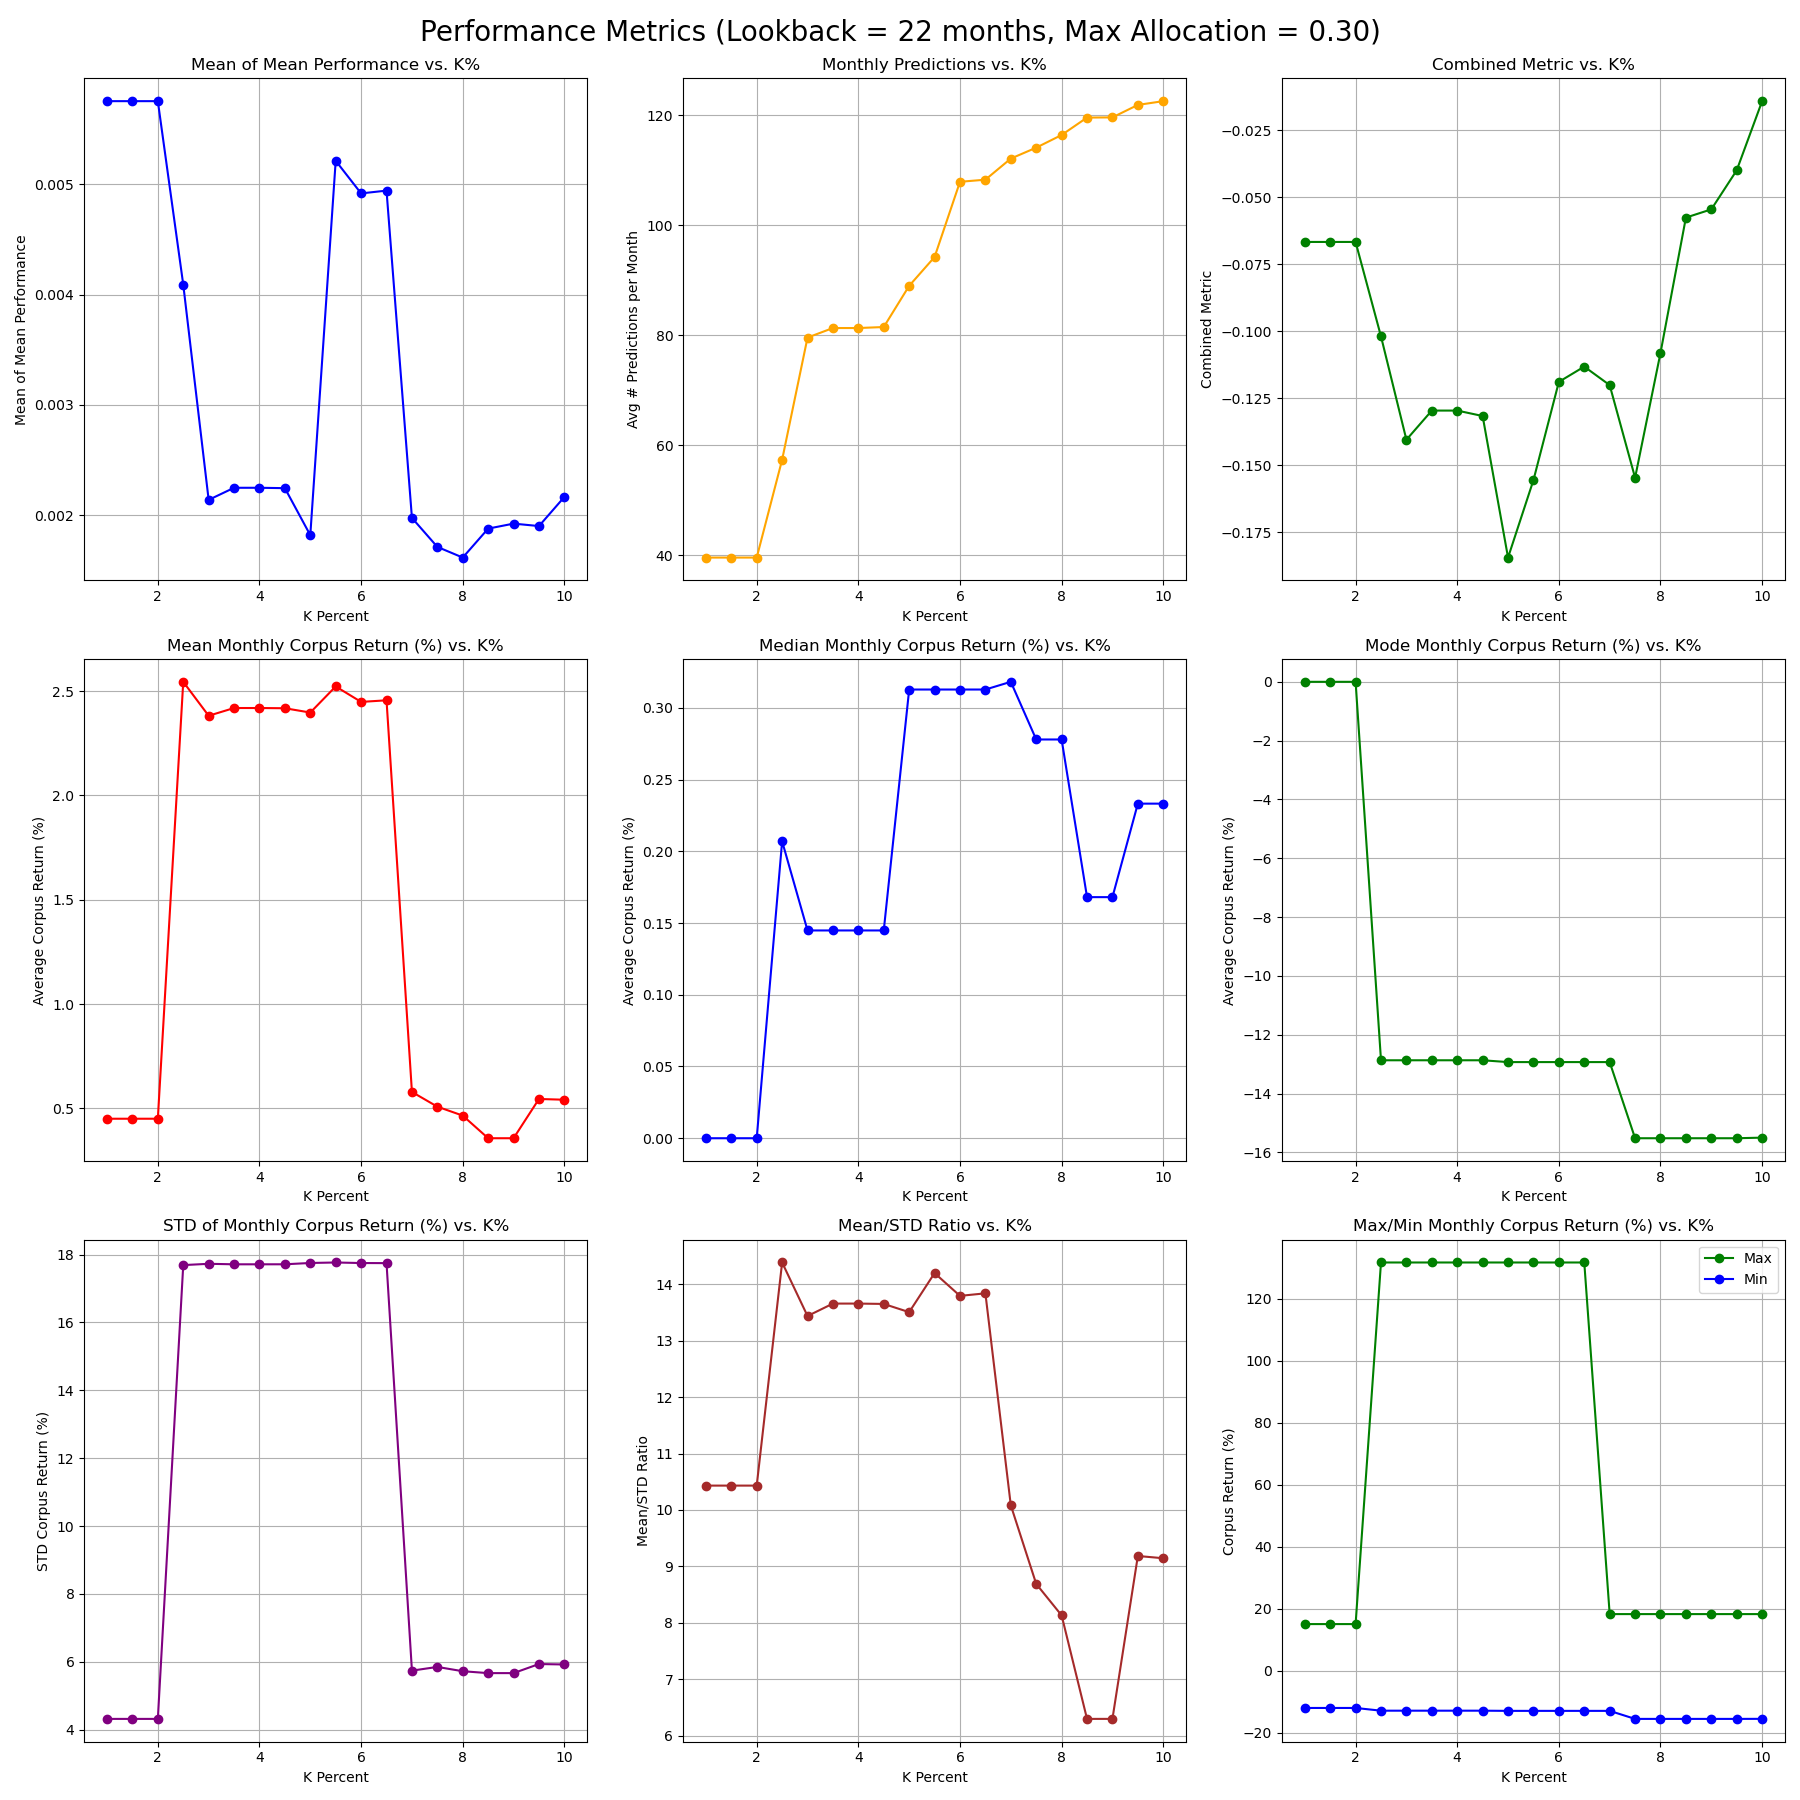 Performance Metrics (Lookback = 22 months, Max Allocation = 0.30)
Mean of Mean Performance vs. K%
Mean of Mean Performance
0.005
0.004
0.003
0.002
2 4 6 8 10
K Percent
Monthly Predictions vs. K%
Avg # Predictions per Month
120
100
80
60
40
2 4 6 8 10
K Percent
Combined Metric vs. K%
Combined Metric
−0.025
−0.050
−0.075
−0.100
−0.125
−0.150
−0.175
2 4 6 8 10
K Percent
Mean Monthly Corpus Return (%) vs. K%
Average Corpus Return (%)
2.5
2.0
1.5
1.0
0.5
2 4 6 8 10
K Percent
Median Monthly Corpus Return (%) vs. K%
Average Corpus Return (%)
0.30
0.25
0.20
0.15
0.10
0.05
0.00
2 4 6 8 10
K Percent
Mode Monthly Corpus Return (%) vs. K%
Average Corpus Return (%)
0
−2
−4
−6
−8
−10
−12
−14
−16
2 4 6 8 10
K Percent
STD of Monthly Corpus Return (%) vs. K%
STD Corpus Return (%)
18
16
14
12
10
8
6
4
2 4 6 8 10
K Percent
Mean/STD Ratio vs. K%
Mean/STD Ratio
14
13
12
11
10
9
8
7
6
2 4 6 8 10
K Percent
Max/Min Monthly Corpus Return (%) vs. K%
Corpus Return (%)
Max
Min
120
100
80
60
40
20
0
−20
2 4 6 8 10
K Percent